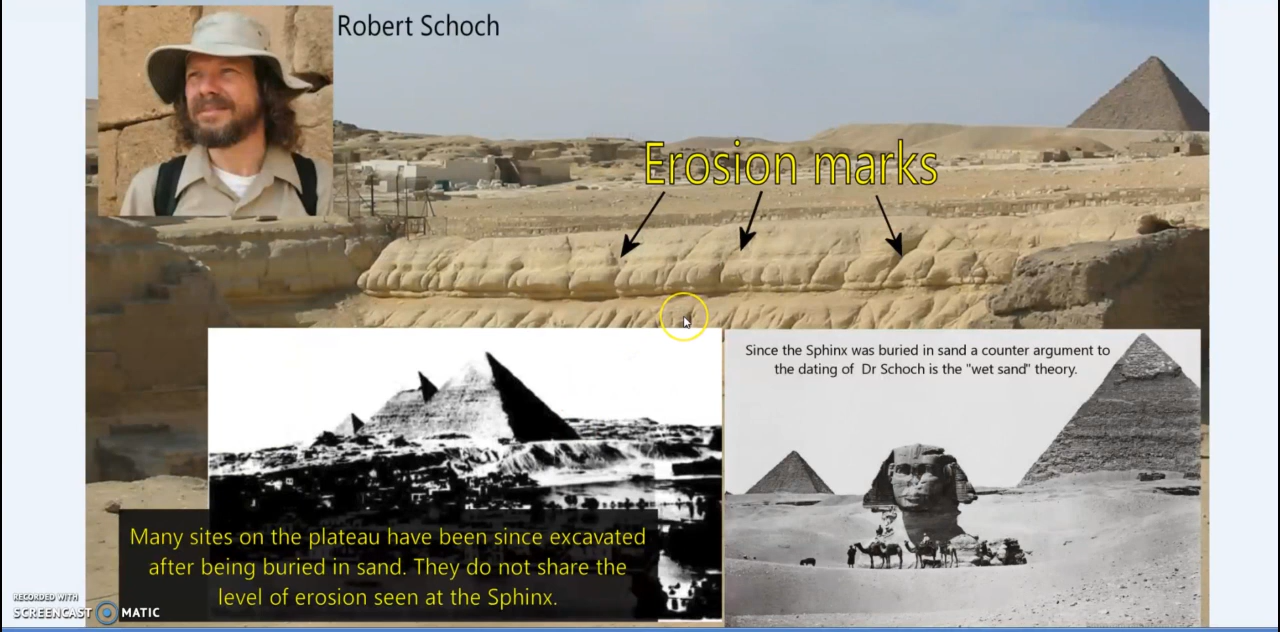 Robert Schoch
Erosion marks
Since the Sphinx was buried in sand a counter argument to
the dating of Dr Schoch is the "wet sand" theory.
Many sites on the plateau have been since excavated
after being buried in sand. They do not share the
level of erosion seen at the Sphinx.
RECORDED WITH
SCREENCAST MATIC